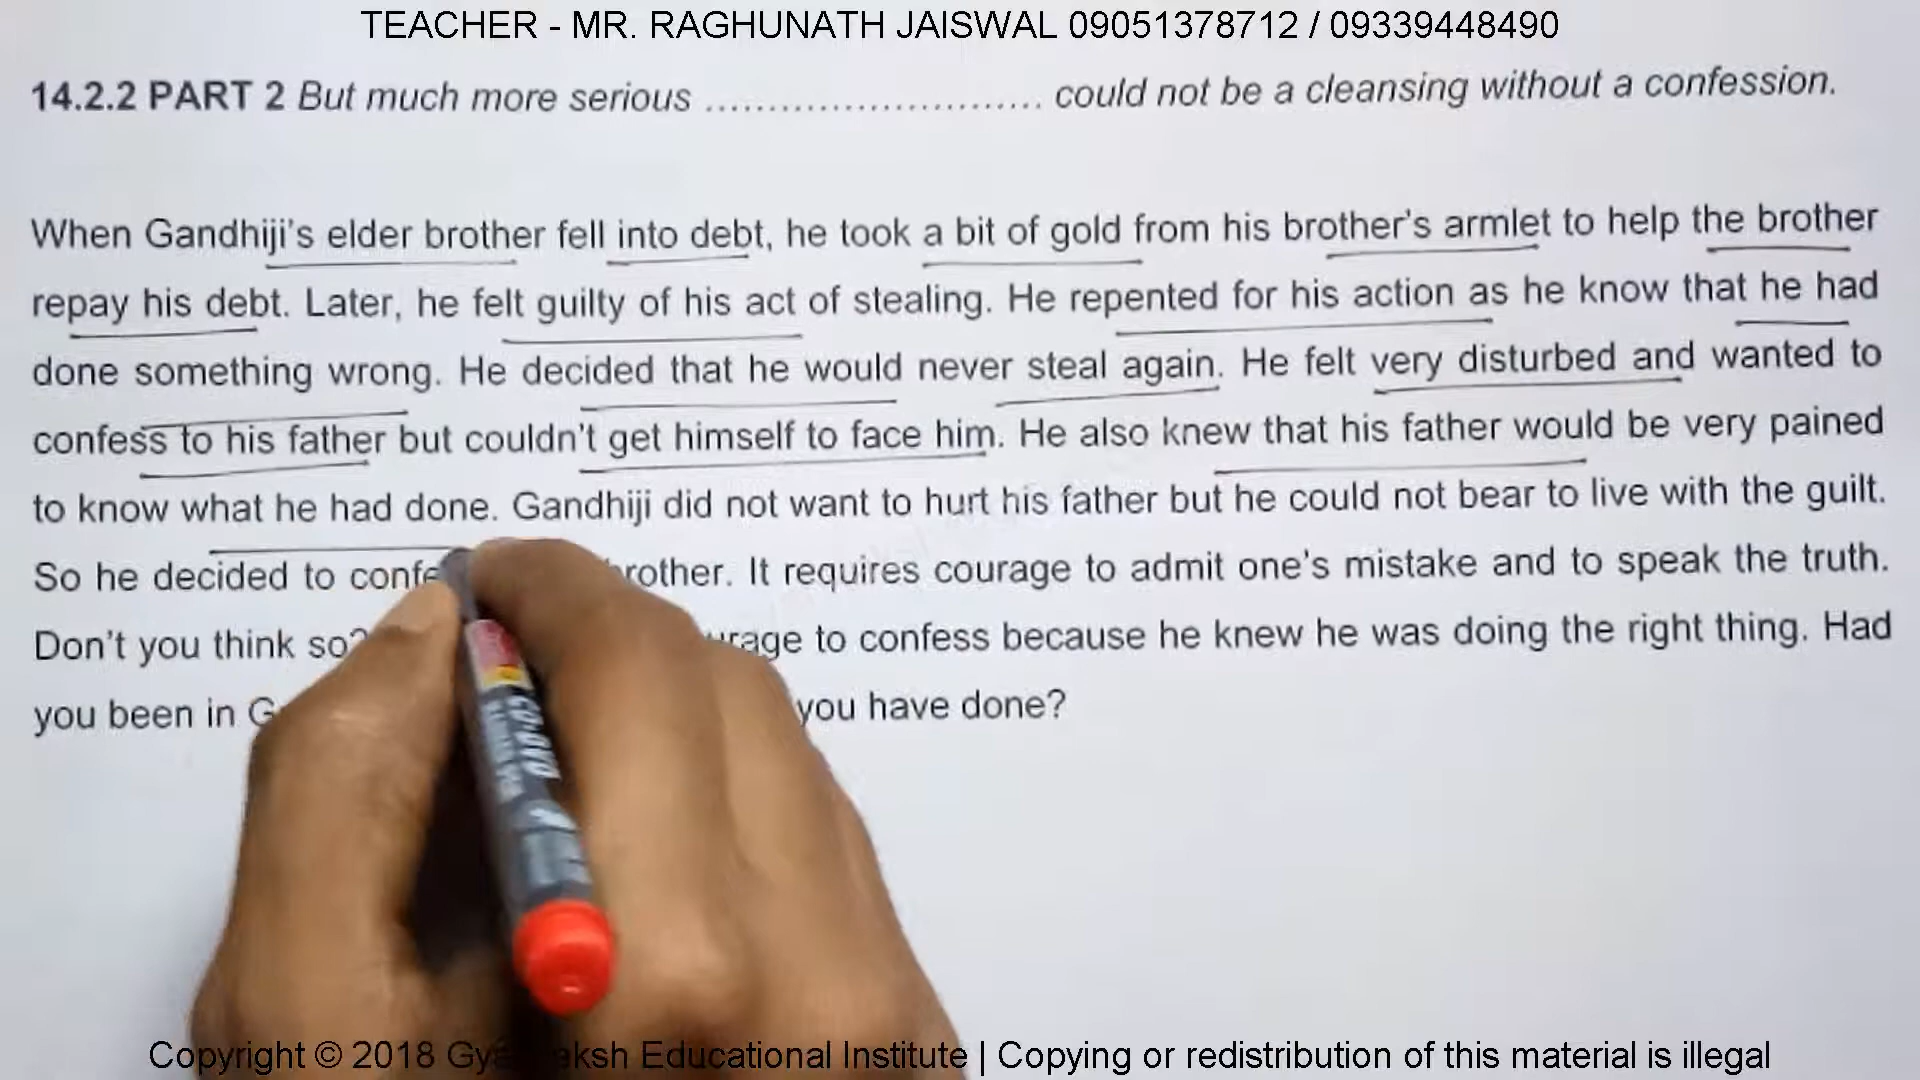 TEACHER - MR. RAGHUNATH JAISWAL 09051378712 / 09339448490
14.2.2 PART 2 But much more serious ........................... could not be a cleansing without a confession.
When Gandhiji's elder brother fell into debt, he took a bit of gold from his brother's armlet to help the brother
repay his debt. Later, he felt guilty of his act of stealing. He repented for his action as he know that he had
done something wrong. He decided that he would never steal again. He felt very disturbed and wanted to
confess to his father but couldn't get himself to face him. He also knew that his father would be very pained
to know what he had done. Gandhiji did not want to hurt his father but he could not bear to live with the guilt.
So he decided to brother. It requires courage to admit one's mistake and to speak the truth.
Don't you think so? to confess because he knew he was doing the right thing. Had
you been in you have done?
Copyright © 2018 Educational Institute | Copying or redistribution of this material is illegal